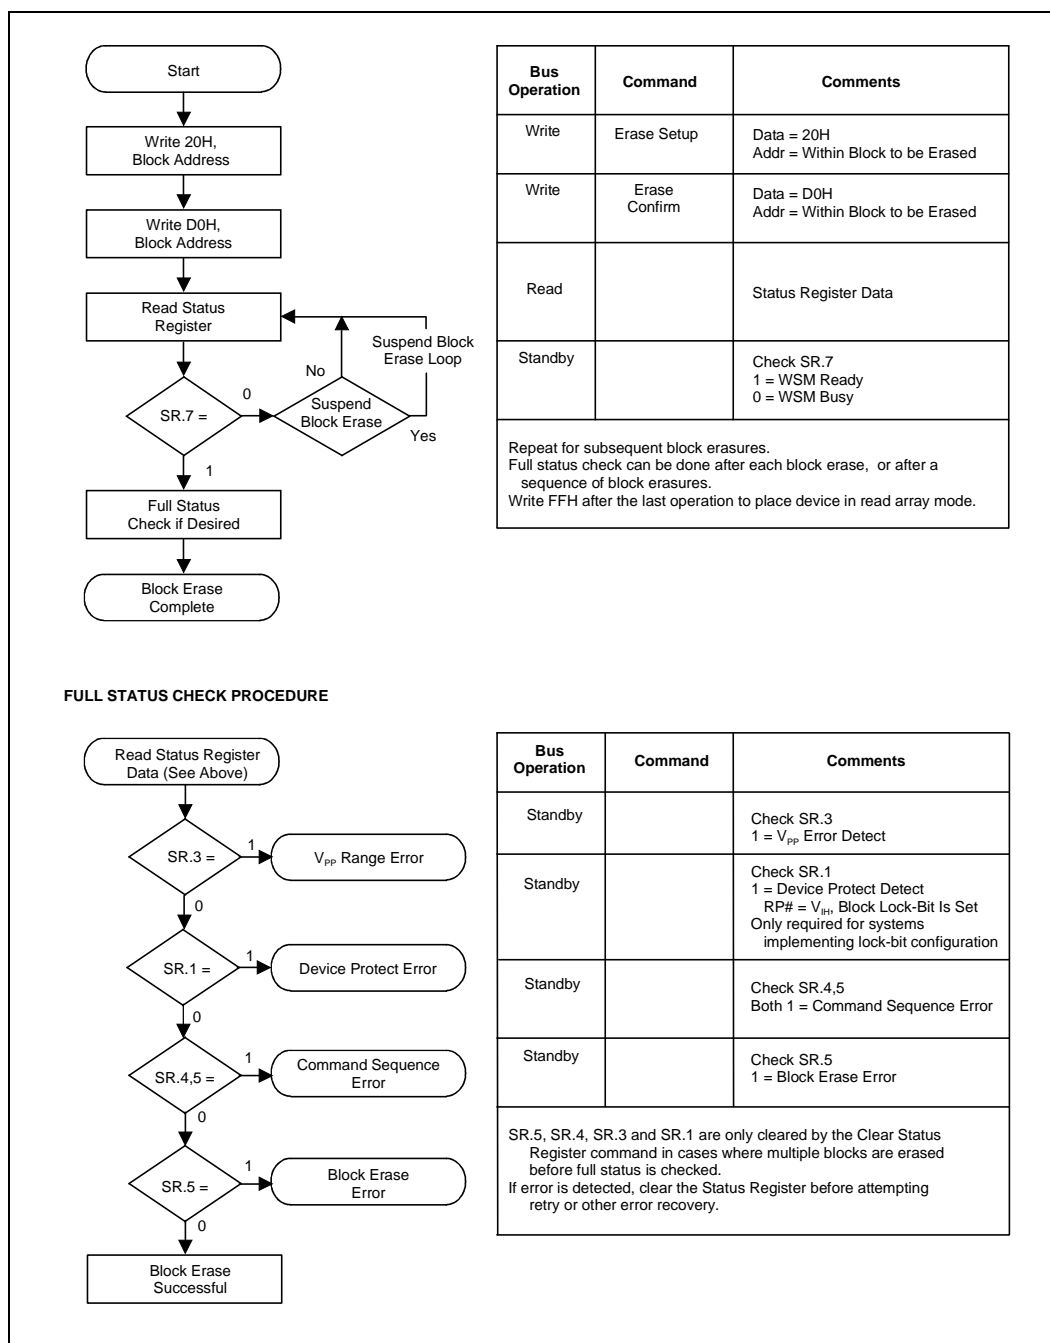 Start
Write 20H,
Block Address
Write D0H,
Block Address
Read Status
Register
Suspend Block
Erase Loop
No
0
SR.7 =
Suspend
Block Erase
Yes
1
Full Status
Check if Desired
Block Erase
Complete
Bus
Operation
Command
Comments
Write
Erase Setup
Data = 20H
Addr = Within Block to be Erased
Write
Erase
Confirm
Data = D0H
Addr = Within Block to be Erased
Read
Status Register Data
Standby
Check SR.7
1 = WSM Ready
0 = WSM Busy
Repeat for subsequent block erasures.
Full status check can be done after each block erase, or after a
sequence of block erasures.
Write FFH after the last operation to place device in read array mode.
FULL STATUS CHECK PROCEDURE
Read Status Register
Data (See Above)
SR.3 =
1
VPP Range Error
0
SR.1 =
1
Device Protect Error
0
SR.4,5 =
1
Command Sequence
Error
0
SR.5 =
1
Block Erase
Error
0
Block Erase
Successful
Bus
Operation
Command
Comments
Standby
Check SR.3
1 = VPP Error Detect
Standby
Check SR.1
1 = Device Protect Detect
RP# = VIH, Block Lock-Bit Is Set
Only required for systems
implementing lock-bit configuration
Standby
Check SR.4,5
Both 1 = Command Sequence Error
Standby
Check SR.5
1 = Block Erase Error
SR.5, SR.4, SR.3 and SR.1 are only cleared by the Clear Status
Register command in cases where multiple blocks are erased
before full status is checked.
If error is detected, clear the Status Register before attempting
retry or other error recovery.